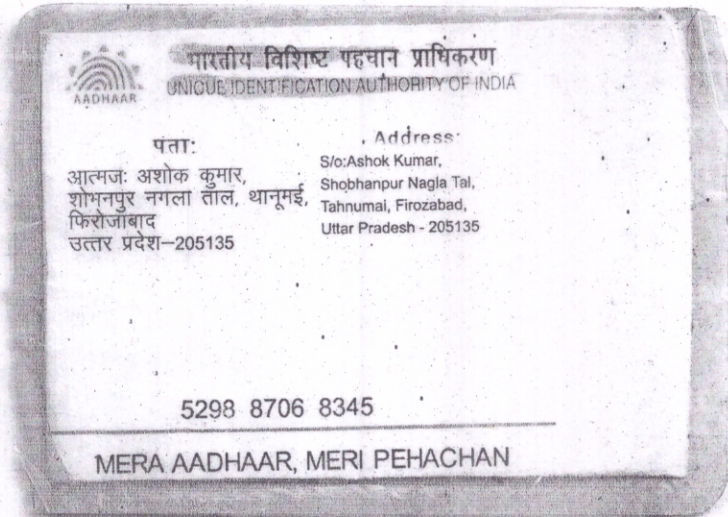 भारतीय विशिष्ट पहचान प्राधिकरण
UNIQUE IDENTIFICATION AUTHORITY OF INDIA
AADHAAR
पता:
आत्मजः अशोक कुमार,
शोभनपुर नगला ताल, थानूमई,
फिरोजाबाद
उत्तर प्रदेश–205135
Address:
S/o:Ashok Kumar,
Shobhanpur Nagla Tal,
Tahnumai, Firozabad,
Uttar Pradesh - 205135
5298 8706 8345
MERA AADHAAR, MERI PEHACHAN